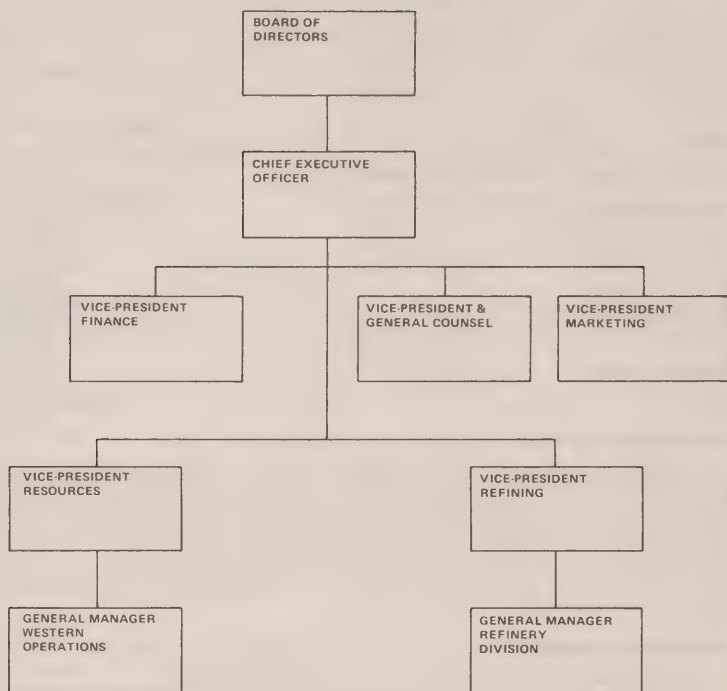 BOARD OF
DIRECTORS
CHIEF EXECUTIVE
OFFICER
VICE-PRESIDENT
FINANCE
VICE-PRESIDENT &
GENERAL COUNSEL
VICE-PRESIDENT
MARKETING
VICE-PRESIDENT
RESOURCES
VICE-PRESIDENT
REFINING
GENERAL MANAGER
WESTERN
OPERATIONS
GENERAL MANAGER
REFINERY
DIVISION